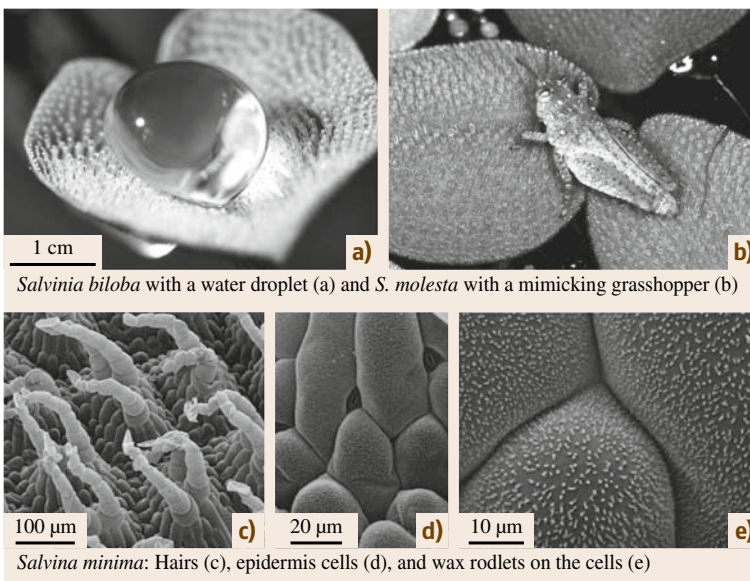 1 cm
a)
b)
Salvinia biloba with a water droplet (a) and S. molesta with a mimicking grasshopper (b)
100 µm
c)
20 µm
d)
10 µm
e)
Salvina minima: Hairs (c), epidermis cells (d), and wax rodlets on the cells (e)